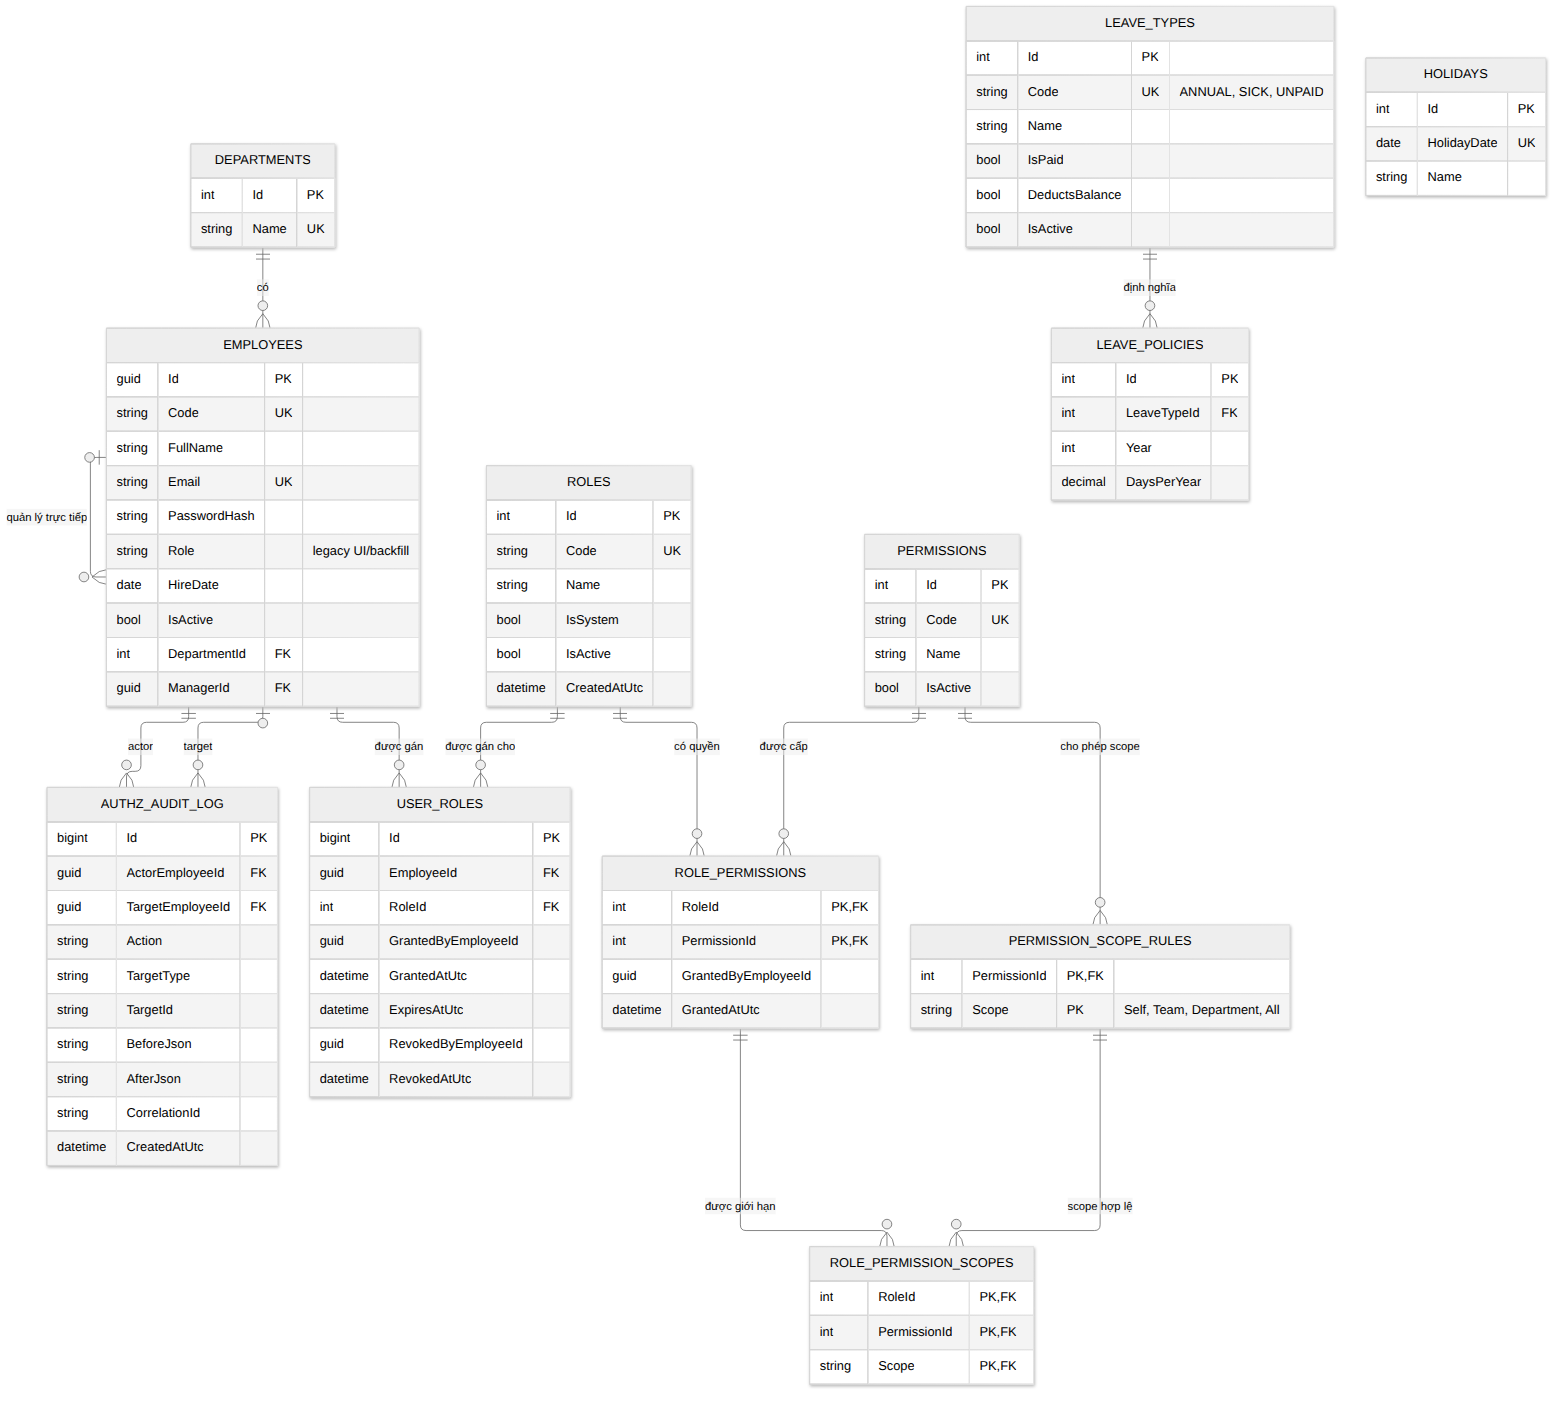 LEAVE_TYPES
int Id PK
string Code UK ANNUAL, SICK, UNPAID
string Name
bool IsPaid
bool DeductsBalance
bool IsActive
HOLIDAYS
int Id PK
date HolidayDate UK
string Name
DEPARTMENTS
int Id PK
string Name UK
có
định nghĩa
EMPLOYEES
guid Id PK
string Code UK
string FullName
string Email UK
string PasswordHash
string Role legacy UI/backfill
date HireDate
bool IsActive
int DepartmentId FK
guid ManagerId FK
quản lý trực tiếp
LEAVE_POLICIES
int Id PK
int LeaveTypeId FK
int Year
decimal DaysPerYear
ROLES
int Id PK
string Code UK
string Name
bool IsSystem
bool IsActive
datetime CreatedAtUtc
PERMISSIONS
int Id PK
string Code UK
string Name
bool IsActive
actor
target
được gán
được gán cho
có quyền
được cấp
cho phép scope
AUTHZ_AUDIT_LOG
bigint Id PK
guid ActorEmployeeId FK
guid TargetEmployeeId FK
string Action
string TargetType
string TargetId
string BeforeJson
string AfterJson
string CorrelationId
datetime CreatedAtUtc
USER_ROLES
bigint Id PK
guid EmployeeId FK
int RoleId FK
guid GrantedByEmployeeId
datetime GrantedAtUtc
datetime ExpiresAtUtc
guid RevokedByEmployeeId
datetime RevokedAtUtc
ROLE_PERMISSIONS
int RoleId PK,FK
int PermissionId PK,FK
guid GrantedByEmployeeId
datetime GrantedAtUtc
PERMISSION_SCOPE_RULES
int PermissionId PK,FK
string Scope PK Self, Team, Department, All
được giới hạn
scope hợp lệ
ROLE_PERMISSION_SCOPES
int RoleId PK,FK
int PermissionId PK,FK
string Scope PK,FK